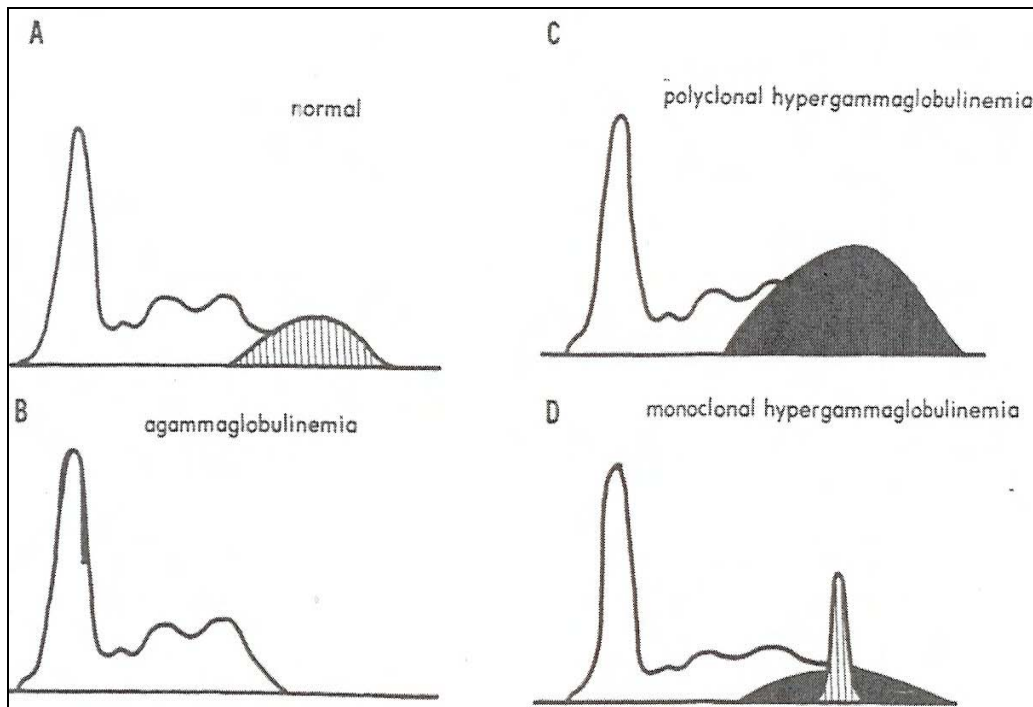 A
normal
B
agammaglobulinemia
C
polyclonal hypergammaglobulinemia
D
monoclonal hypergammaglobulinemia